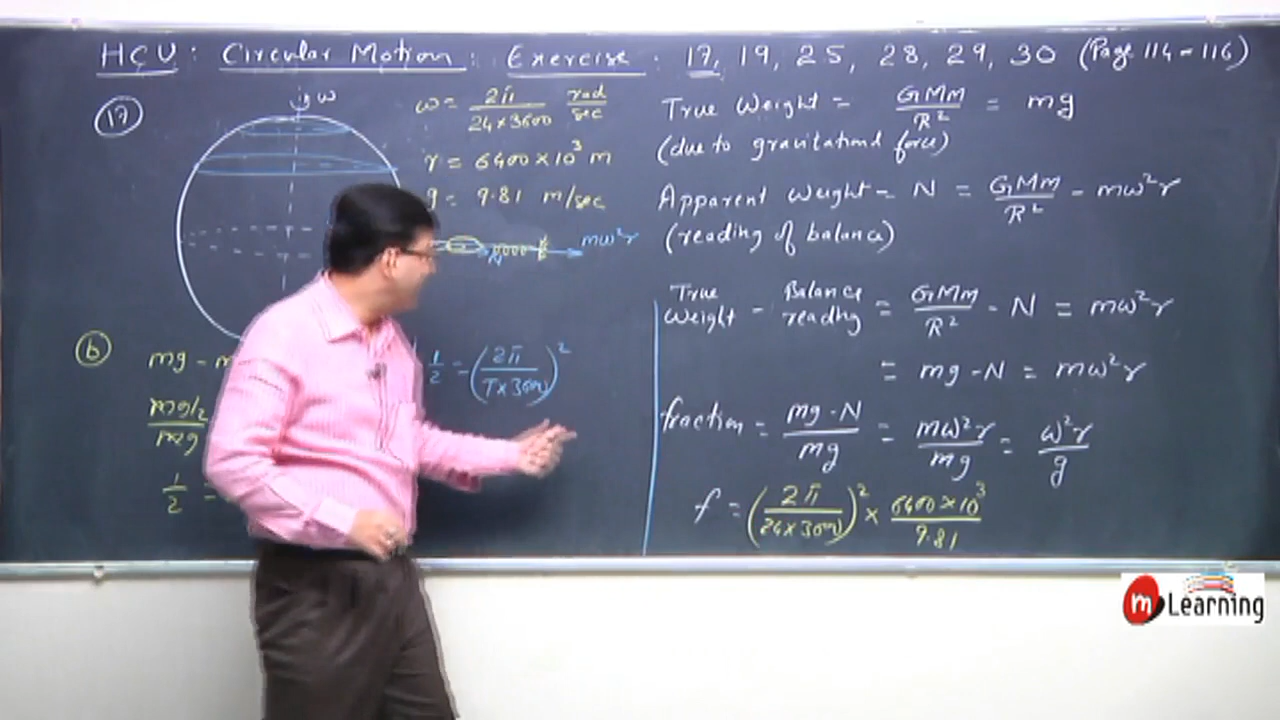 HCV : Circular Motion : Exercise : 17, 19, 25, 28, 29, 30 (Page 114 - 116)
17
ω
ω = 2π / 24 × 3600 rad / sec
r = 6400 × 10³ m
g = 9.81 m/sec
N
mω²r
b
mg -
mg/2 / mg
1/2 =
1/2 = (2π / T × 3600)²
True Weight = GMm / R² = mg
(due to gravitational force)
Apparent Weight = N = GMm / R² - mω²r
(reading of balance)
True Weight - Balance reading = GMm / R² - N = mω²r
= mg - N = mω²r
fraction = mg - N / mg = mω²r / mg = ω²r / g
f = (2π / 24 × 3600)² × 6400 × 10³ / 9.81
m Learning